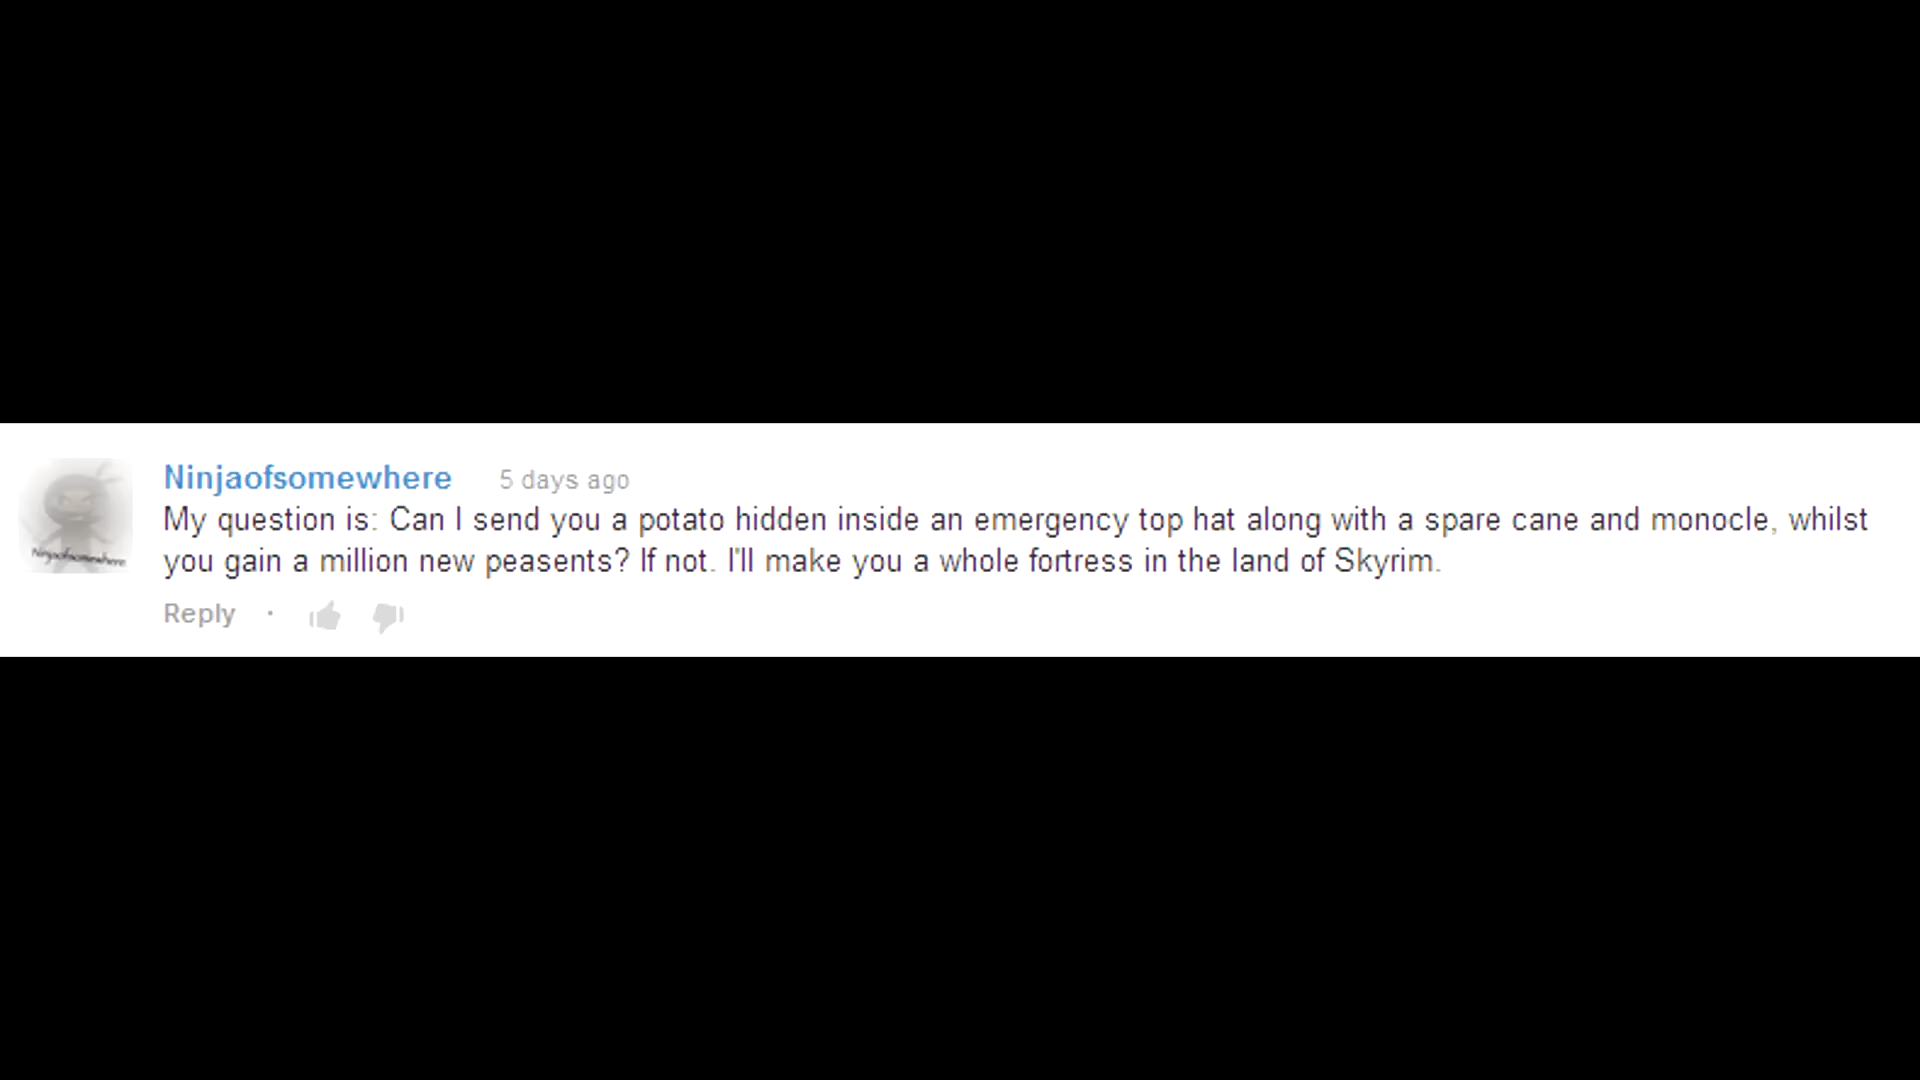 Ninjaofsomewhere 5 days ago
My question is: Can I send you a potato hidden inside an emergency top hat along with a spare cane and monocle, whilst
you gain a million new peasents? If not. I'll make you a whole fortress in the land of Skyrim.
Ninjaofsomewhere
Reply ·